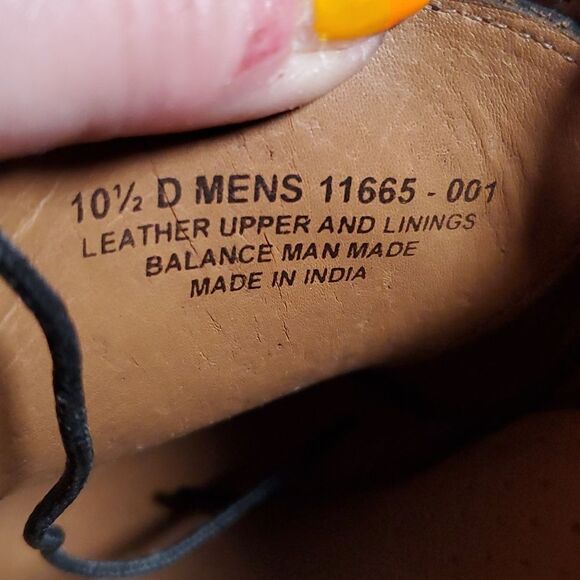 10½ D MENS 11665 - 001
LEATHER UPPER AND LININGS
BALANCE MAN MADE
MADE IN INDIA